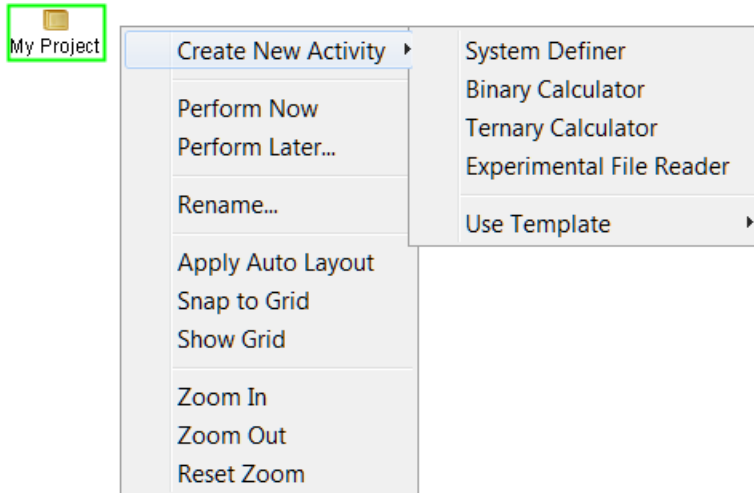 My Project
Create New Activity
Perform Now
Perform Later...
Rename...
Apply Auto Layout
Snap to Grid
Show Grid
Zoom In
Zoom Out
Reset Zoom
System Definer
Binary Calculator
Ternary Calculator
Experimental File Reader
Use Template